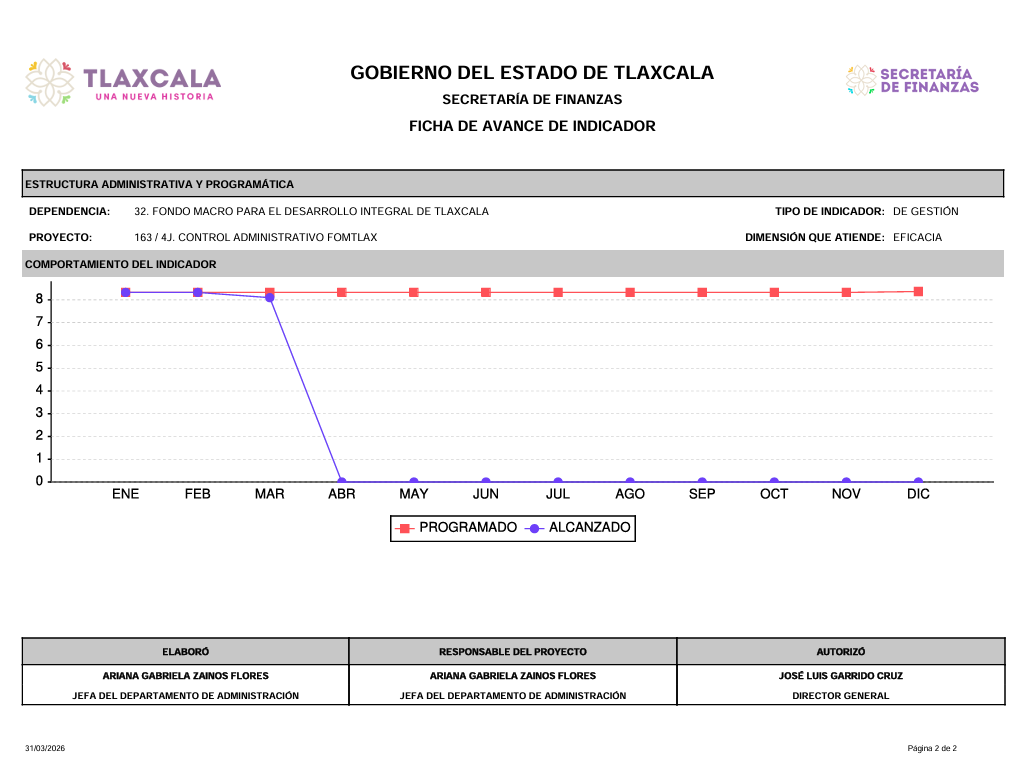 TLAXCALA
UNA NUEVA HISTORIA
GOBIERNO DEL ESTADO DE TLAXCALA
SECRETARÍA DE FINANZAS
FICHA DE AVANCE DE INDICADOR
SECRETARÍA
DE FINANZAS
ESTRUCTURA ADMINISTRATIVA Y PROGRAMÁTICA
DEPENDENCIA: 32. FONDO MACRO PARA EL DESARROLLO INTEGRAL DE TLAXCALA TIPO DE INDICADOR: DE GESTIÓN
PROYECTO: 163 / 4J. CONTROL ADMINISTRATIVO FOMTLAX DIMENSIÓN QUE ATIENDE: EFICACIA
COMPORTAMIENTO DEL INDICADOR
8
7
6
5
4
3
2
1
0
ENE FEB MAR ABR MAY JUN JUL AGO SEP OCT NOV DIC
PROGRAMADO ALCANZADO
ELABORÓ RESPONSABLE DEL PROYECTO AUTORIZÓ
ARIANA GABRIELA ZAINOS FLORES ARIANA GABRIELA ZAINOS FLORES JOSÉ LUIS GARRIDO CRUZ
JEFA DEL DEPARTAMENTO DE ADMINISTRACIÓN JEFA DEL DEPARTAMENTO DE ADMINISTRACIÓN DIRECTOR GENERAL
31/03/2026 Página 2 de 2